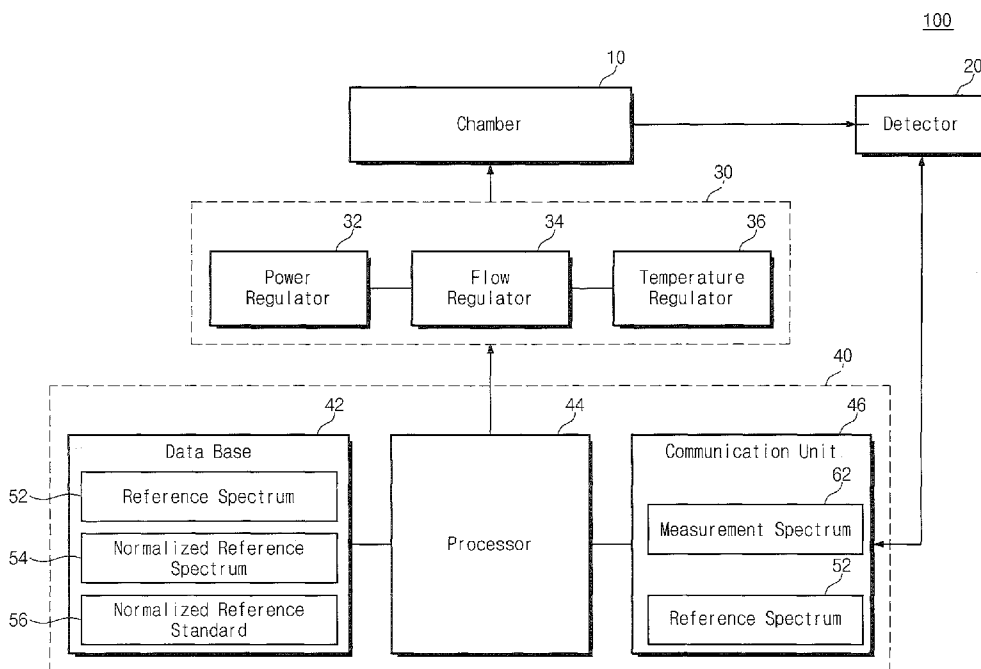 100
10
20
Chamber
Detector
30
32
34
36
Power
Regulator
Flow
Regulator
Temperature
Regulator
40
42
44
46
Data Base
Communication Unit
62
52
Reference Spectrum
Measurement Spectrum
54
Normalized Reference
Spectrum
Processor
52
56
Normalized Reference
Standard
Reference Spectrum